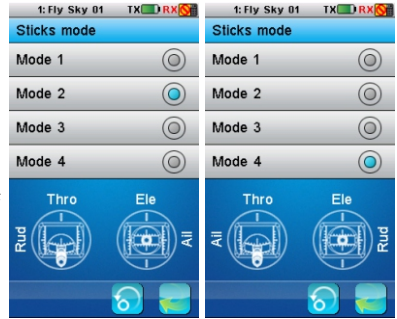 1: Fly Sky 01 TX RX
Sticks mode
Mode 1
Mode 2
Mode 3
Mode 4
Thro Ele
Rud Ail
1: Fly Sky 01 TX RX
Sticks mode
Mode 1
Mode 2
Mode 3
Mode 4
Thro Ele
Ail Rud